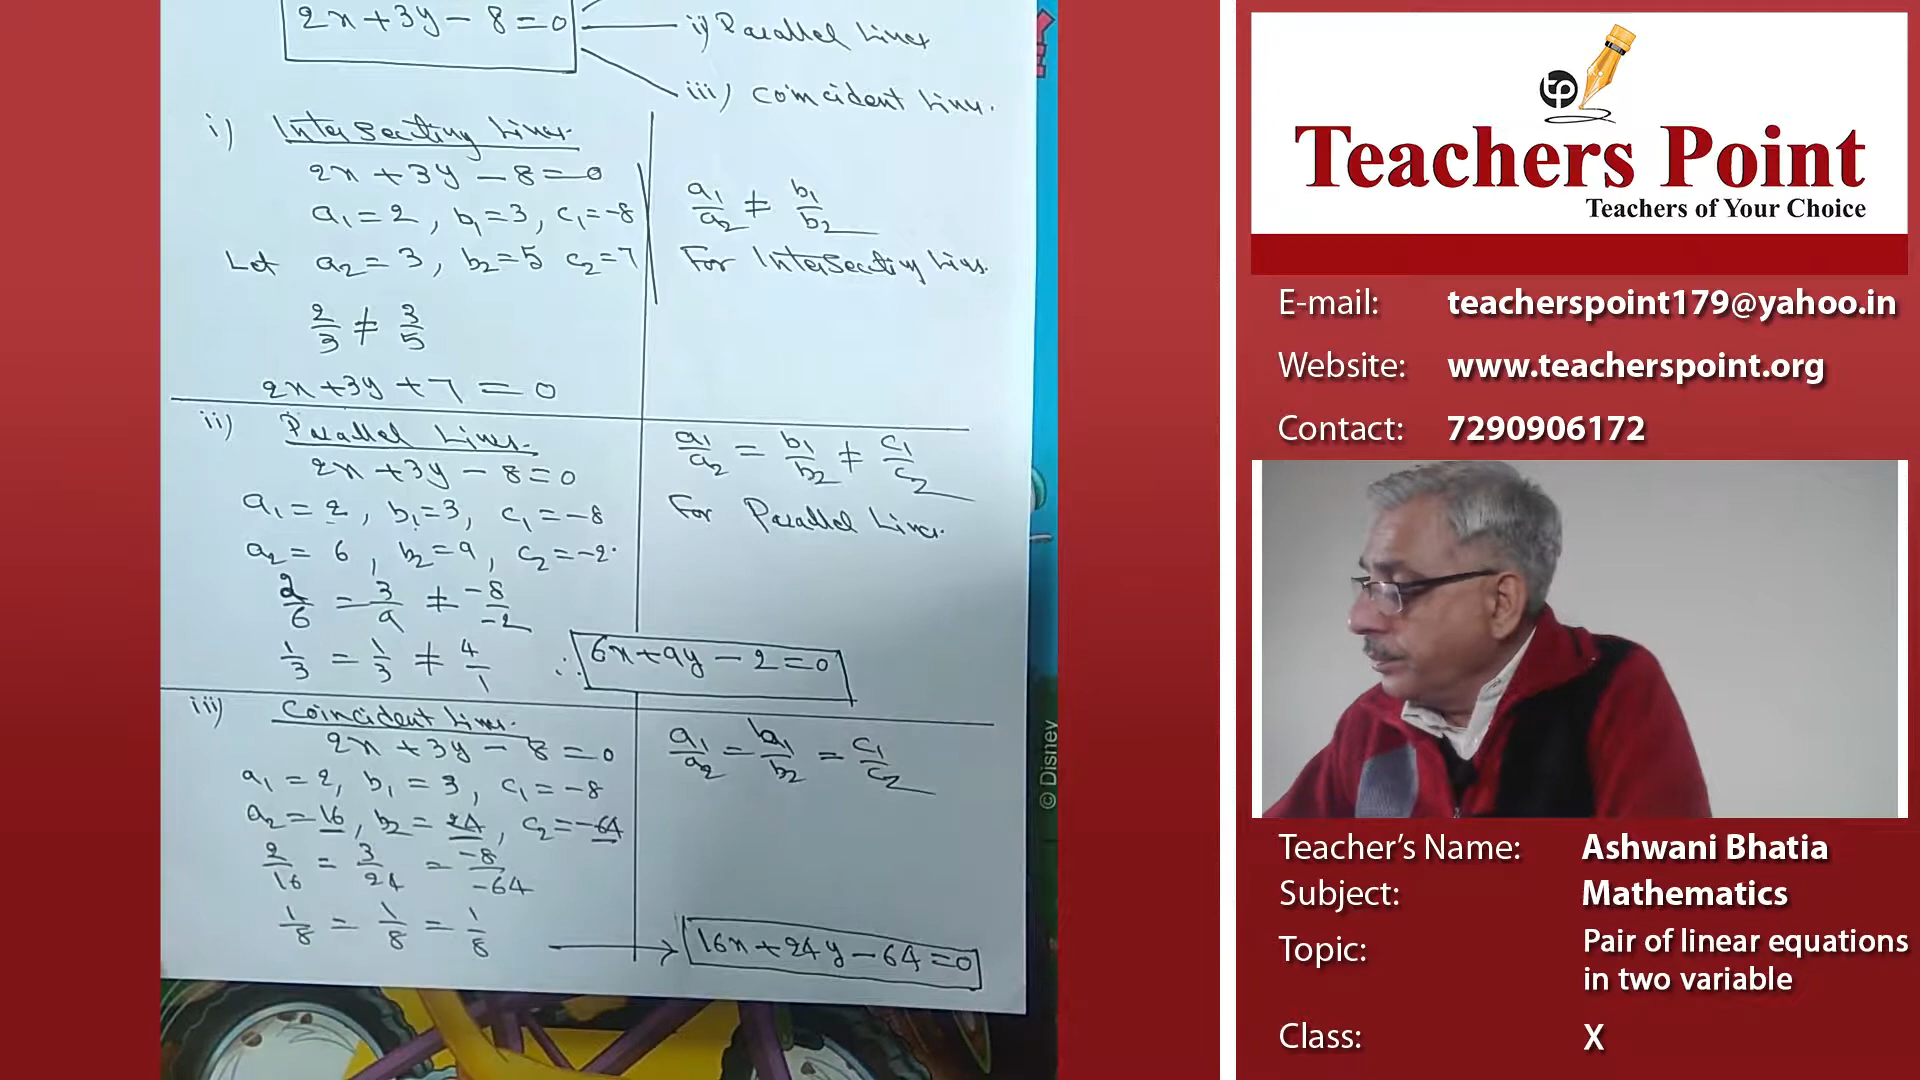 2x+3y-8=0
ii) Parallel Lines
iii) Coincident Lines.
i) Intersecting Lines.
2x+3y-8=0
a1=2, b1=3, c1=-8
Let a2=3, b2=5 c2=7
2/3 ≠ 3/5
2x+3y+7=0
a1/a2 ≠ b1/b2
For Intersecting Lines.
ii) Parallel Lines.
2x+3y-8=0
a1=2, b1=3, c1=-8
a2=6, b2=9, c2=-2.
2/6 = 3/9 ≠ -8/-2
1/3 = 1/3 ≠ 4/1
∴ 6x+9y-2=0
a1/a2 = b1/b2 ≠ c1/c2
For Parallel Lines.
iii) Coincident Lines.
2x+3y-8=0
a1=2, b1=3, c1=-8
a2=16, b2=24, c2=-64
2/16 = 3/24 = -8/-64
1/8 = 1/8 = 1/8
16x+24y-64=0
a1/a2 = b1/b2 = c1/c2
© Disney
tp
Teachers Point
Teachers of Your Choice
E-mail: teacherspoint179@yahoo.in
Website: www.teacherspoint.org
Contact: 7290906172
Teacher's Name: Ashwani Bhatia
Subject: Mathematics
Topic: Pair of linear equations
in two variable
Class: X